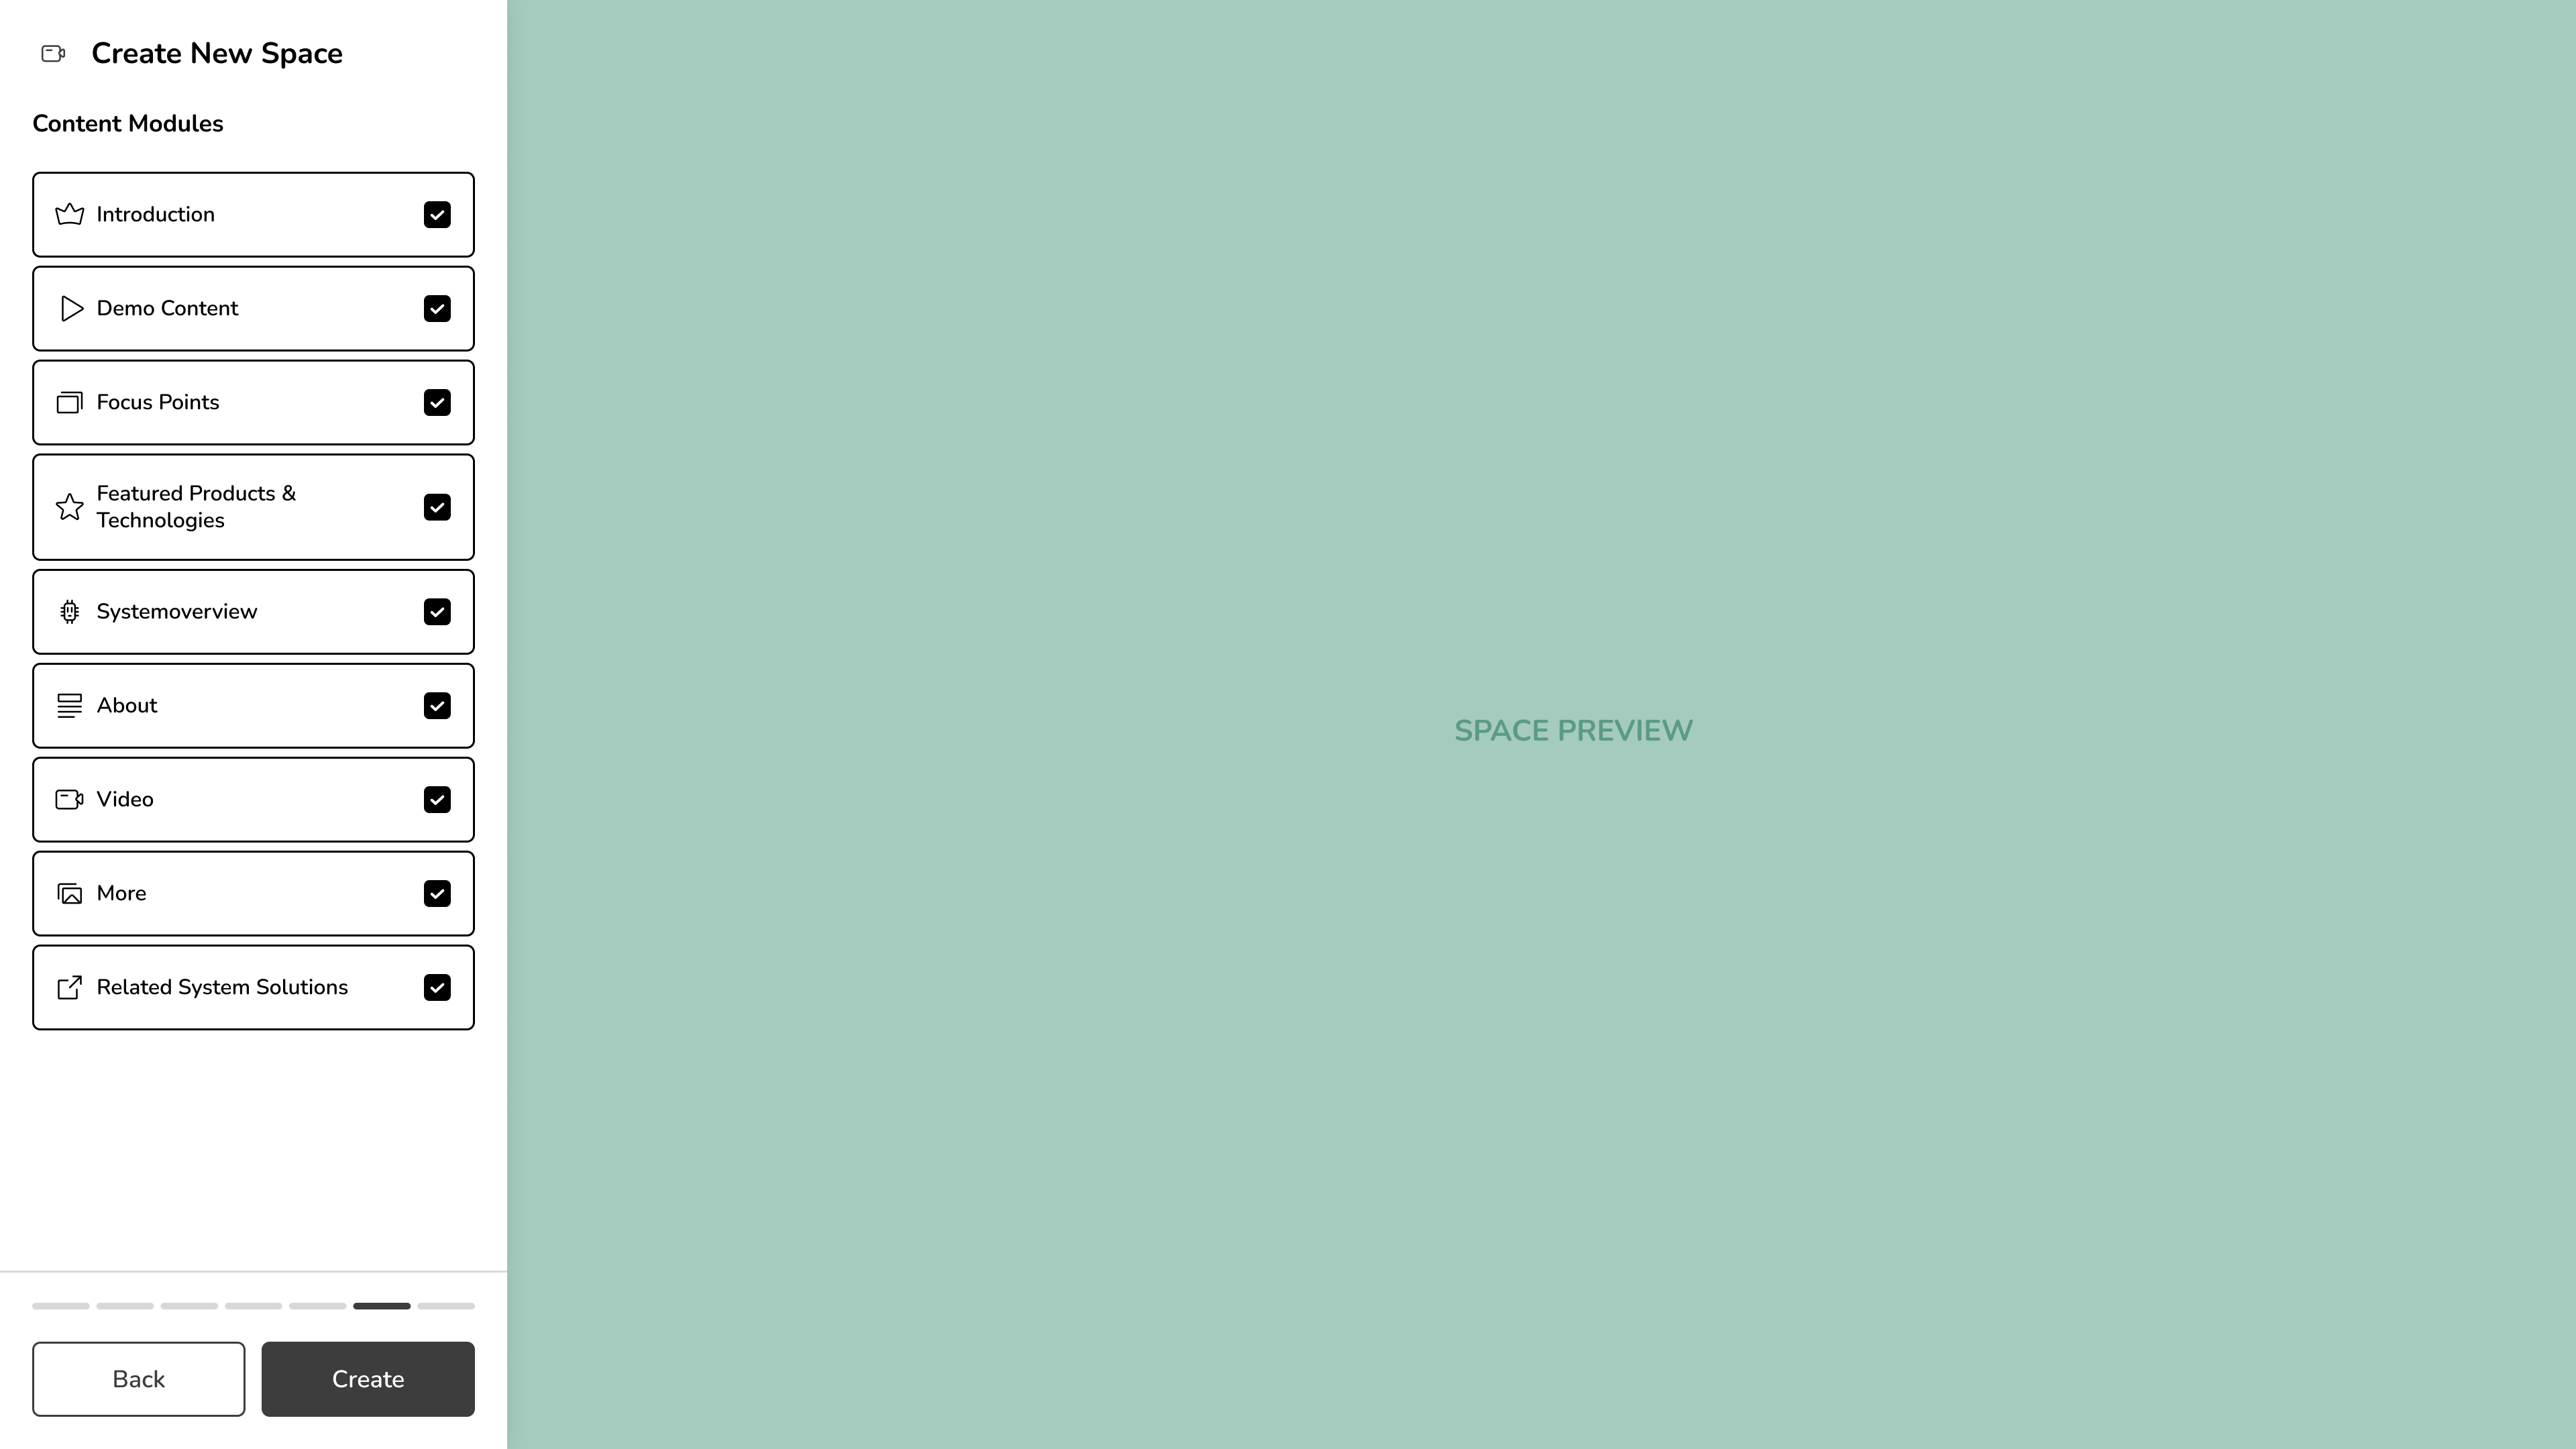 Create New Space
Content Modules
Introduction
Demo Content
Focus Points
Featured Products &
Technologies
Systemoverview
About
Video
More
Related System Solutions
SPACE PREVIEW
Back
Create